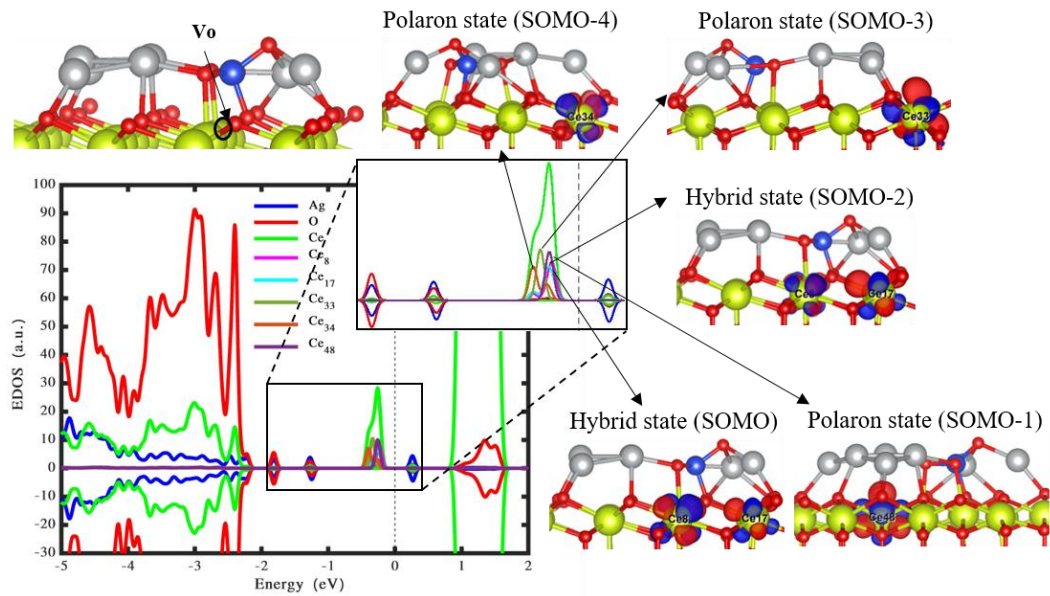 Polaron state (SOMO-4)
Polaron state (SOMO-3)
Vo
Ce34
Ce33
Hybrid state (SOMO-2)
Ce8
Ce17
100
90
80
70
60
50
40
30
20
10
0
-10
-20
-30
EDOS (a.u.)
Ag
O
Ce
Ce8
Ce17
Ce33
Ce34
Ce48
-5
-4
-3
-2
-1
0
1
2
Energy (eV)
Hybrid state (SOMO)
Polaron state (SOMO-1)
Ce8
Ce17
Ce48